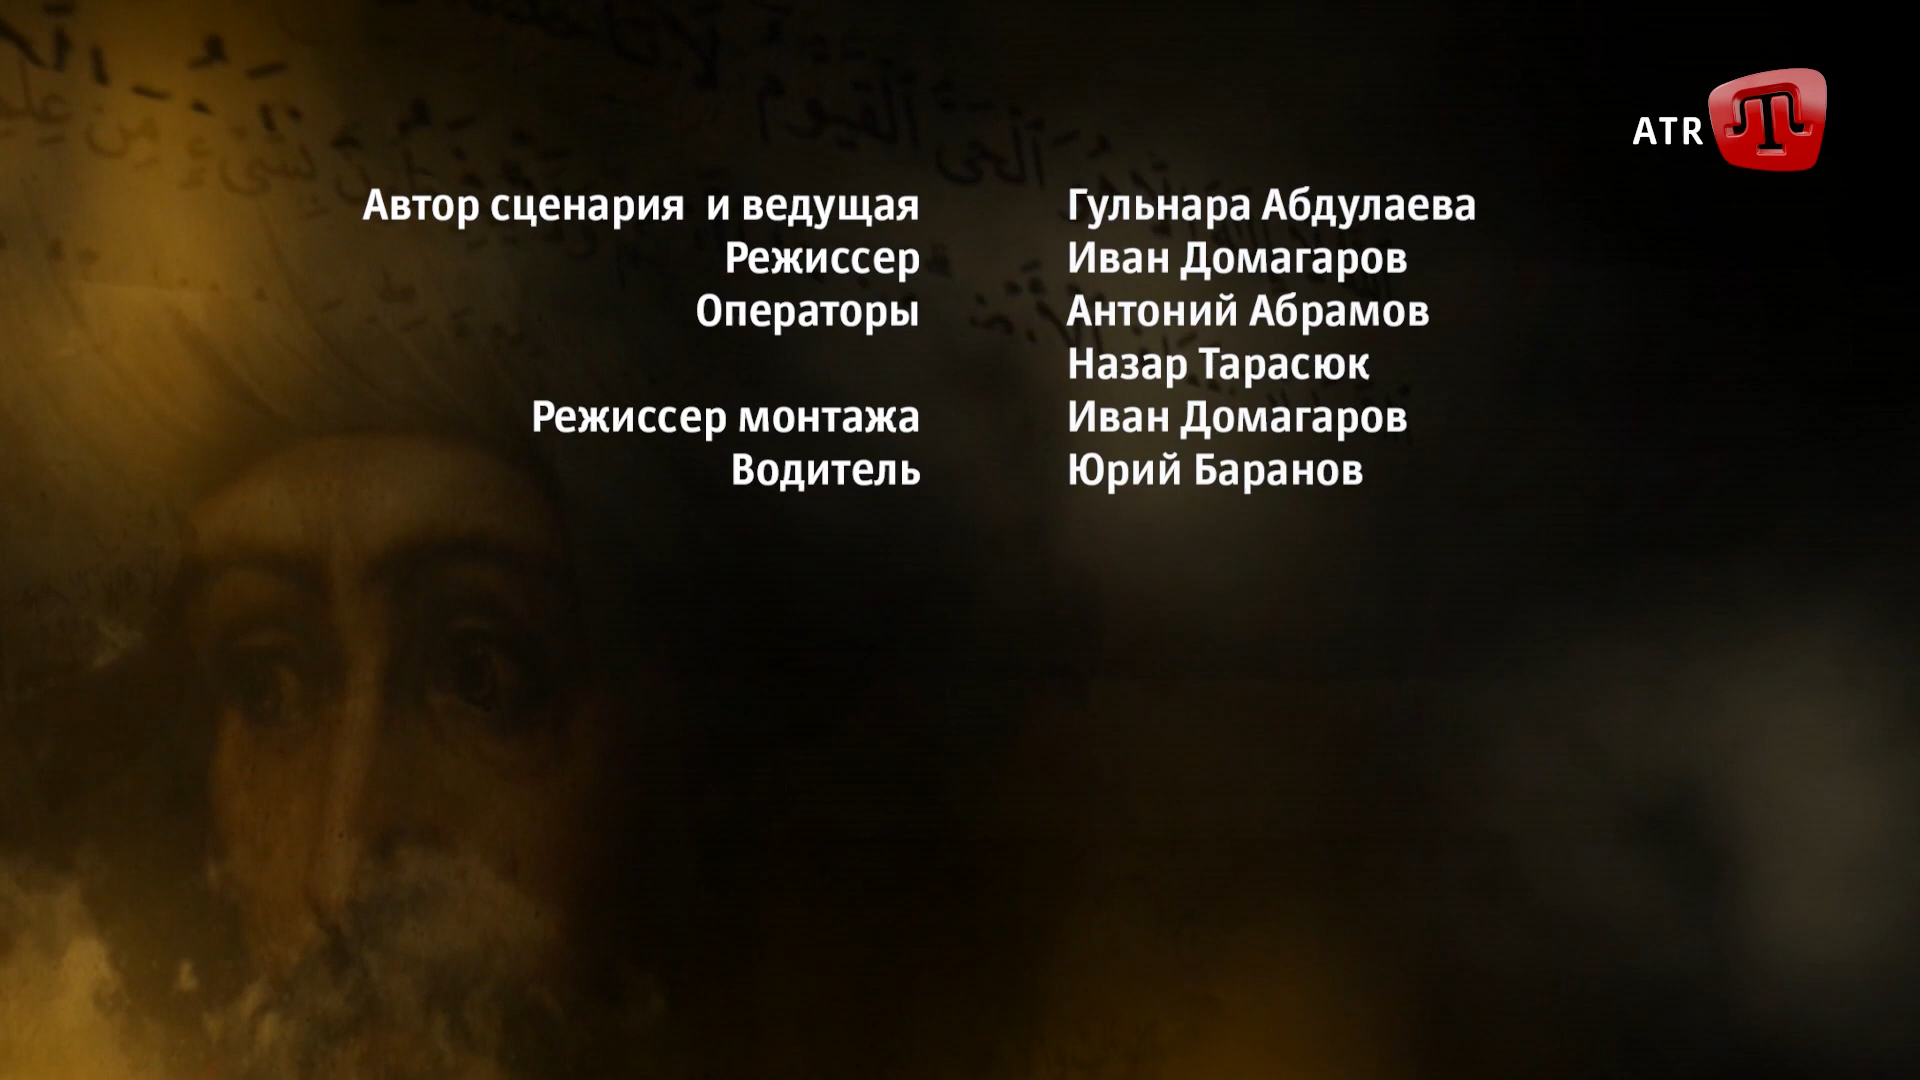 ATR
Автор сценария и ведущая Гульнара Абдулаева
Режиссер Иван Домагаров
Операторы Антоний Абрамов
Назар Тарасюк
Режиссер монтажа Иван Домагаров
Водитель Юрий Баранов